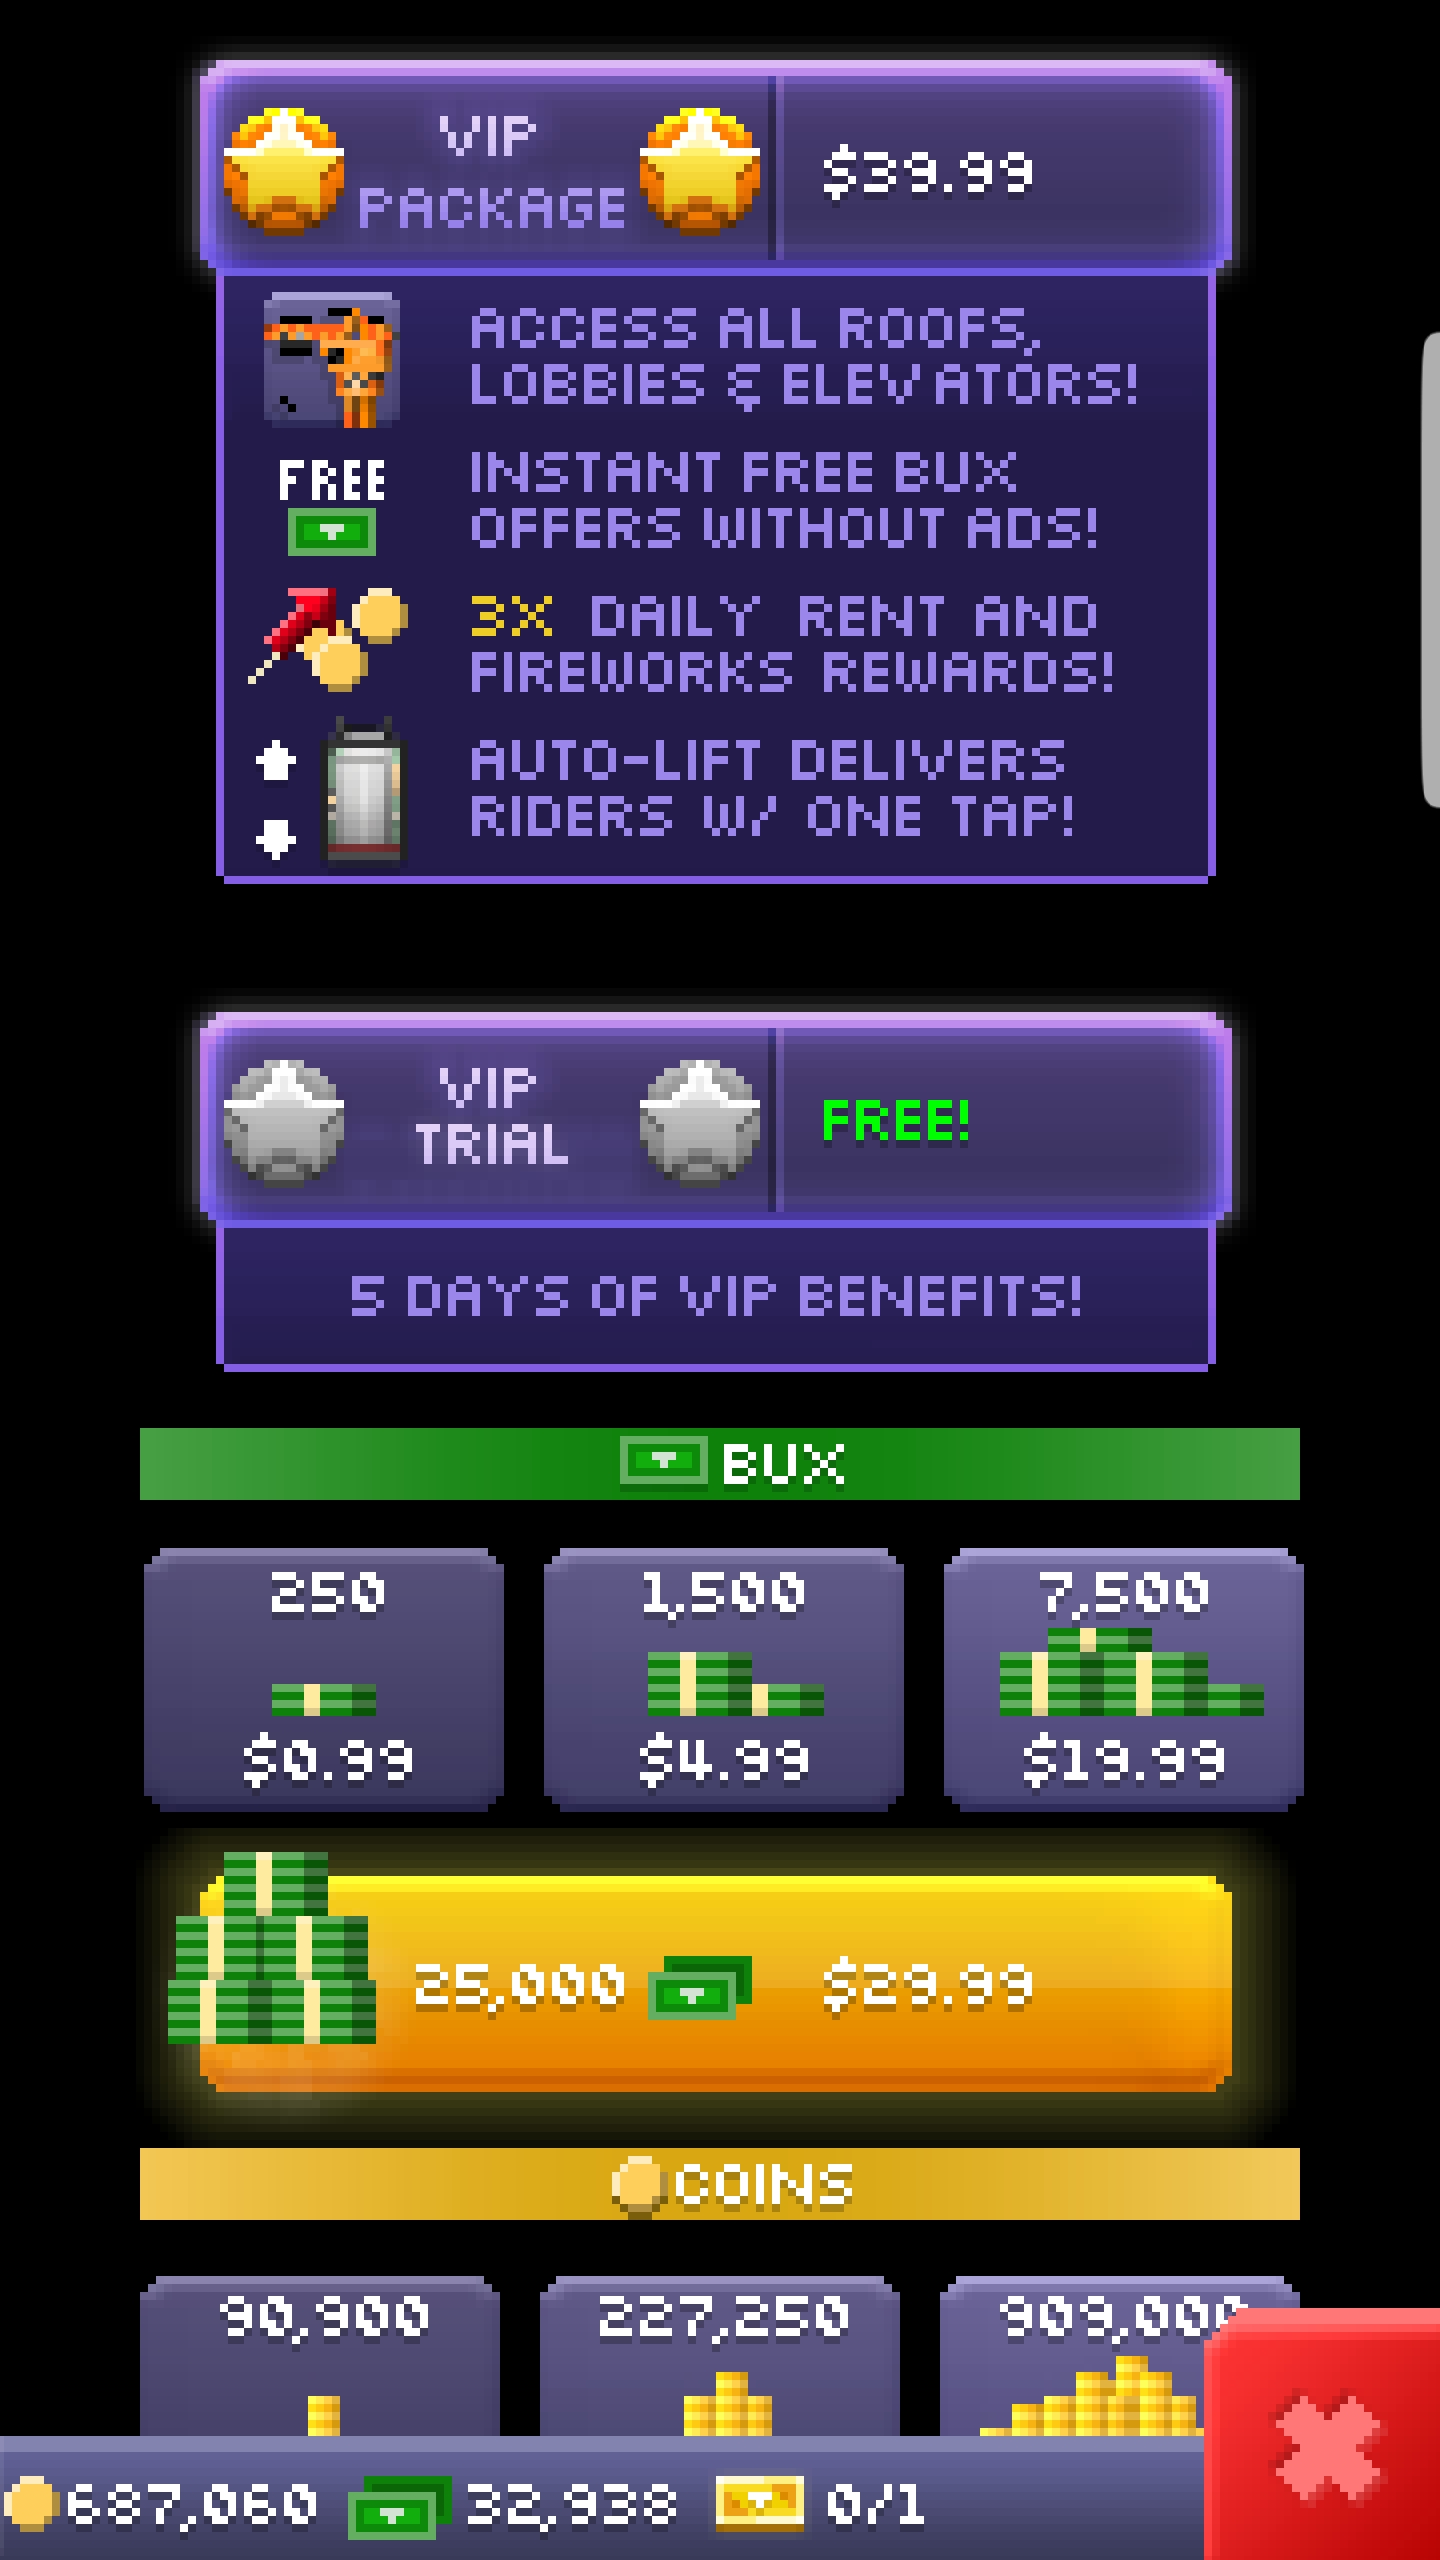 VIP
PACKAGE
$39.99
ACCESS ALL ROOFS,
LOBBIES & ELEVATORS!
FREE
INSTANT FREE BUX
OFFERS WITHOUT ADS!
3X DAILY RENT AND
FIREWORKS REWARDS!
AUTO-LIFT DELIVERS
RIDERS W/ ONE TAP!
VIP
TRIAL
FREE!
5 DAYS OF VIP BENEFITS!
BUX
250
$0.99
1,500
$4.99
7,500
$19.99
25,000
$29.99
COINS
90,900
227,250
909,000
687,060
32,938
0/1